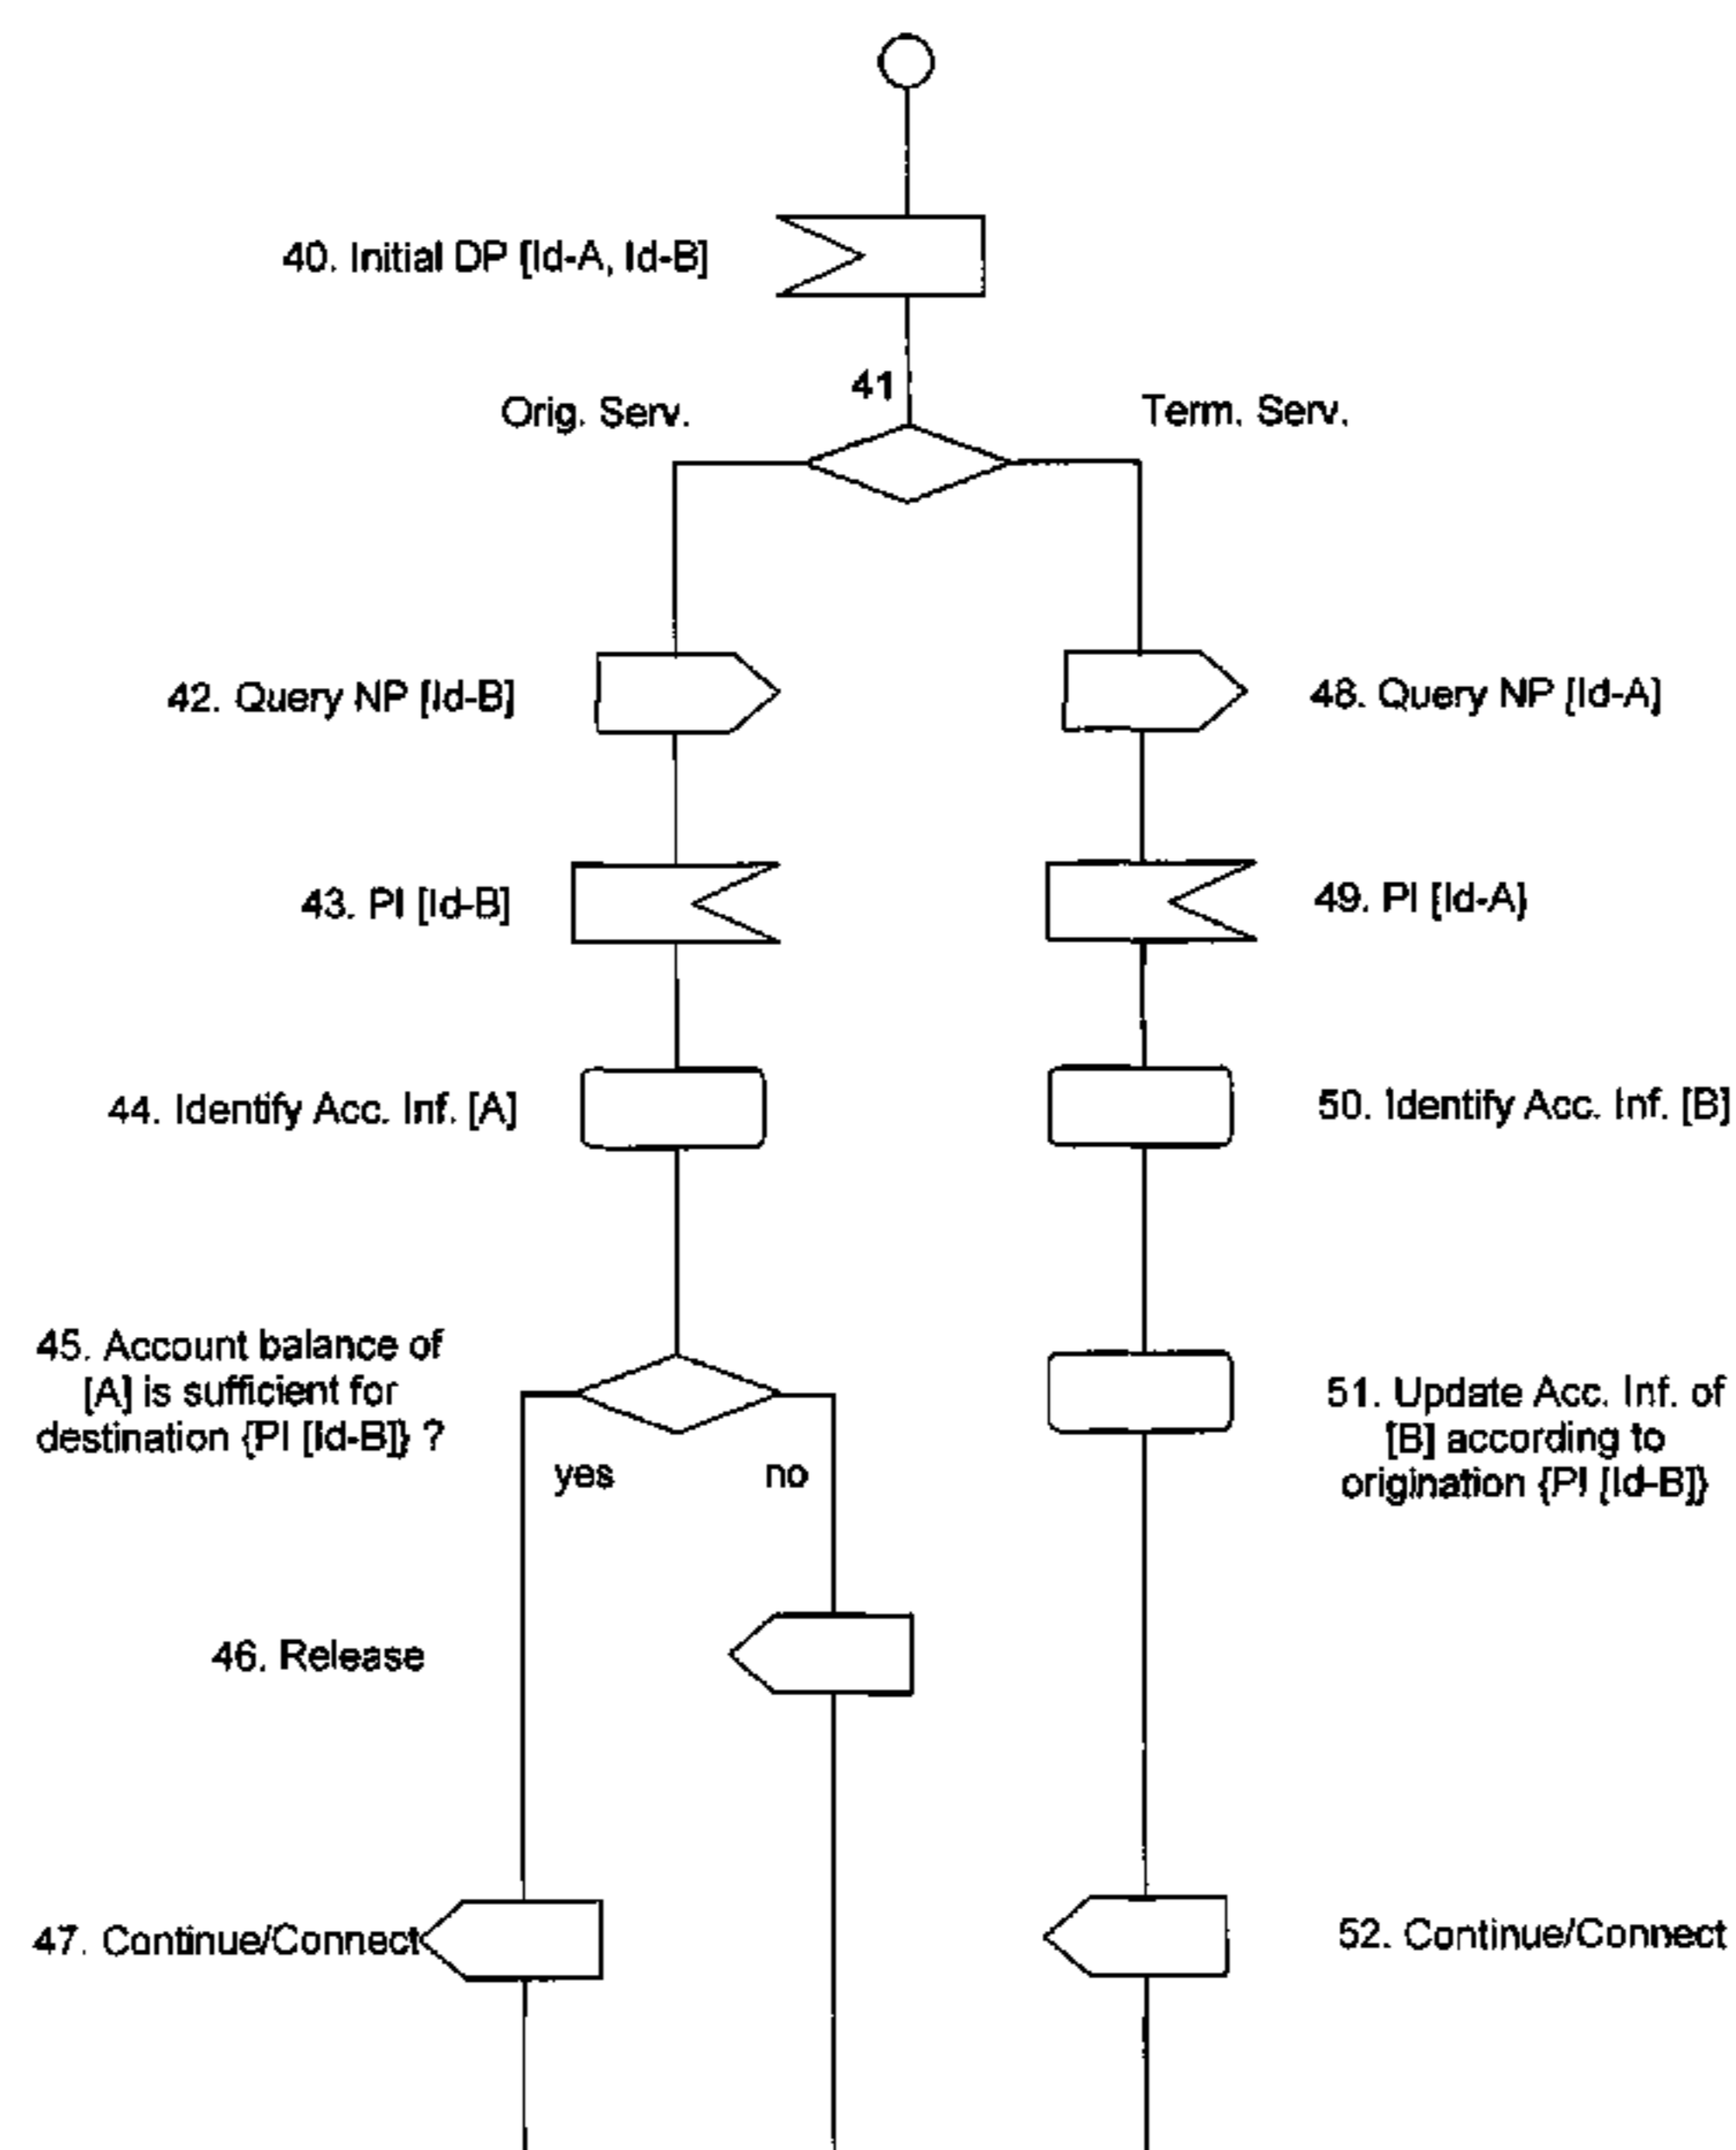 40. Initial DP [Id-A, Id-B]
41
Orig. Serv.
Term. Serv.
42. Query NP [Id-B]
48. Query NP [Id-A]
43. PI [Id-B]
49. PI [Id-A]
44. Identify Acc. Inf. [A]
50. Identify Acc. Inf. [B]
45. Account balance of
[A] is sufficient for
destination {PI [Id-B]} ?
yes
no
51. Update Acc. Inf. of
[B] according to
origination {PI [Id-B]}
46. Release
47. Continue/Connect
52. Continue/Connect